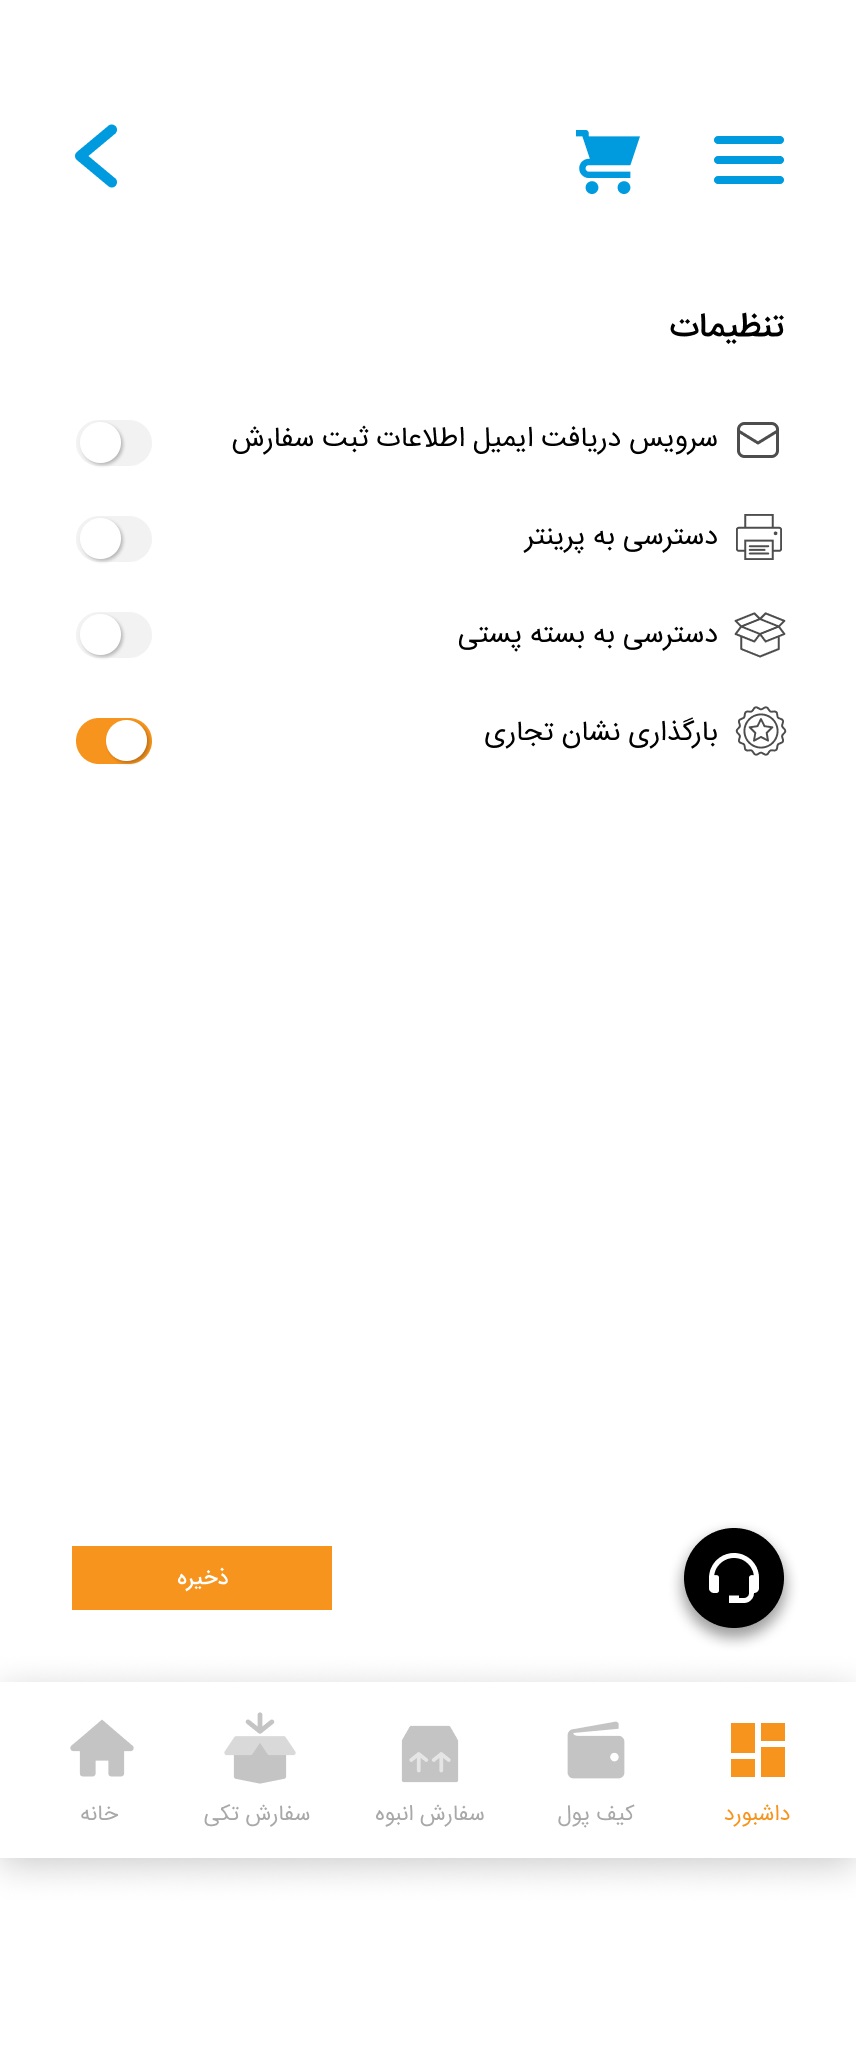 تنظیمات
سرویس دریافت ایمیل اطلاعات ثبت سفارش
دسترسی به پرینتر
دسترسی به بسته پستی
بارگذاری نشان تجاری
ذخیره
داشبورد
کیف پول
سفارش انبوه
سفارش تکی
خانه